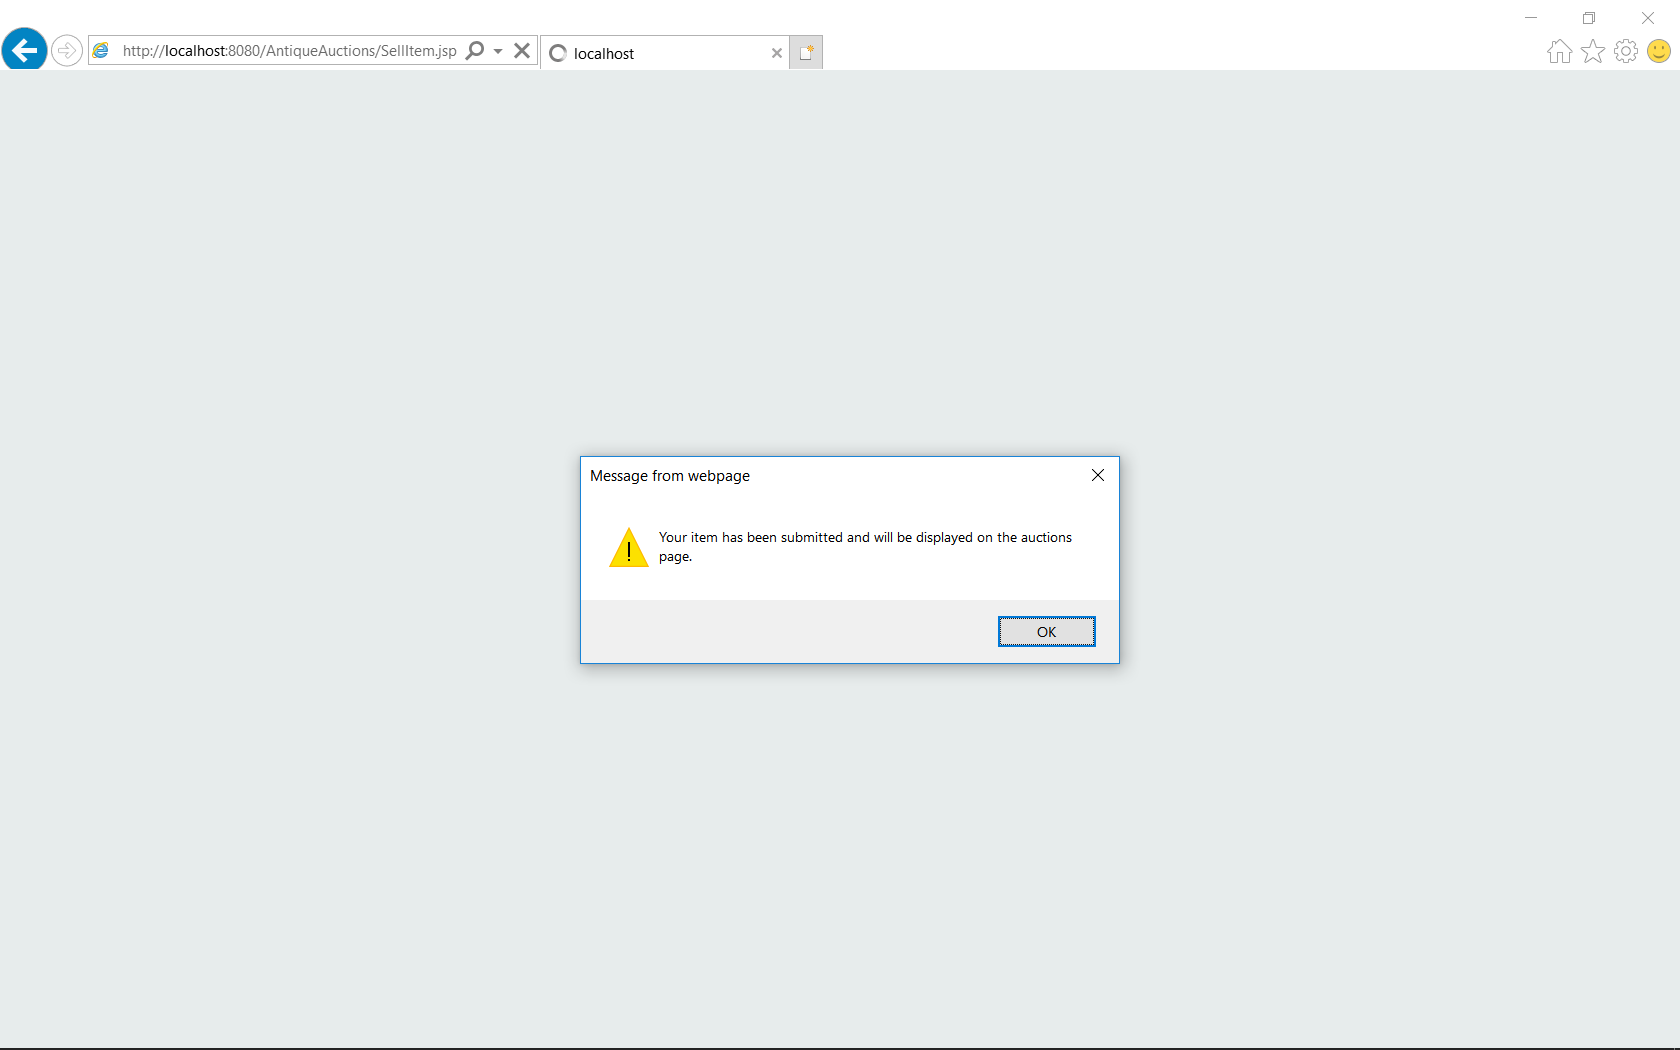 http://localhost:8080/AntiqueAuctions/SellItem.jsp
localhost
Message from webpage
Your item has been submitted and will be displayed on the auctions
page.
OK